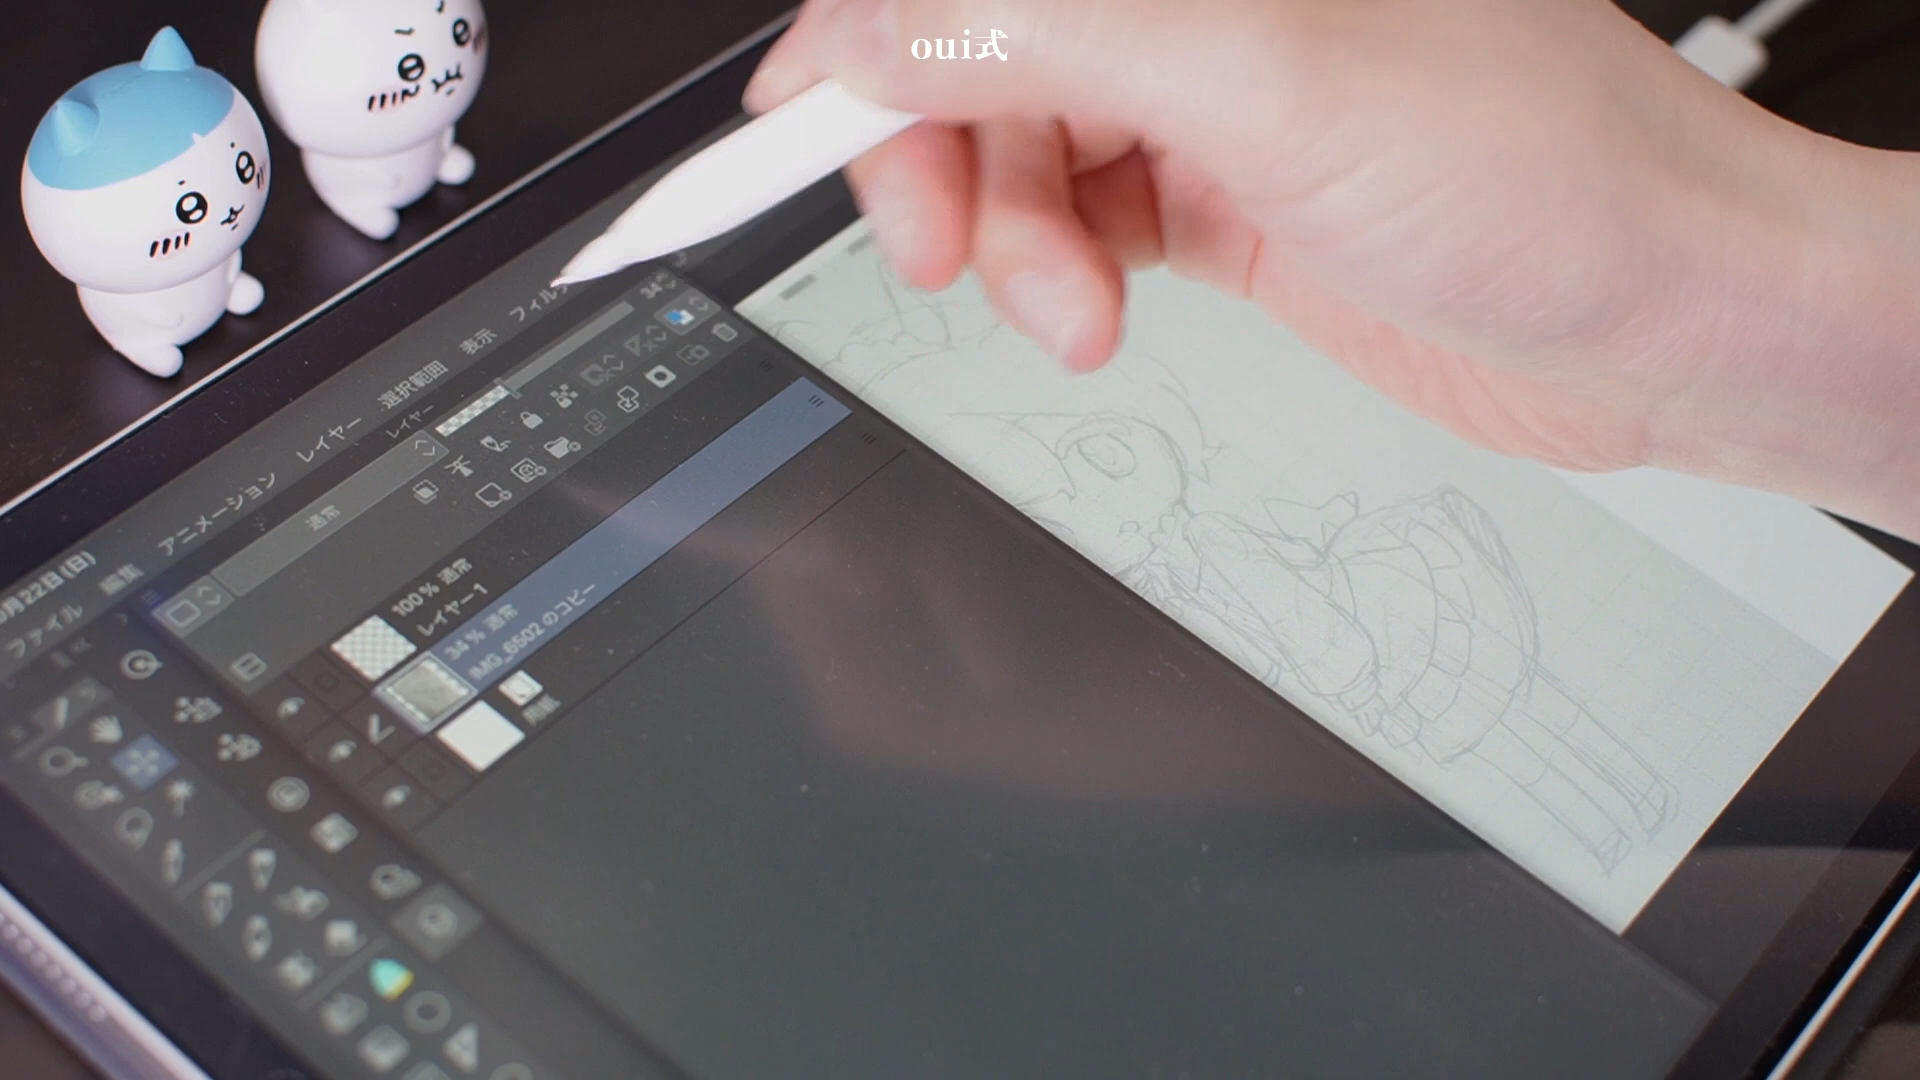 oui式
月22日(日)
ファイル 編集 アニメーション レイヤー 選択範囲 表示 フィルタ
レイヤー
通常
34
100% 通常
レイヤー1
34% 通常
IMG_6502 のコピー
用紙